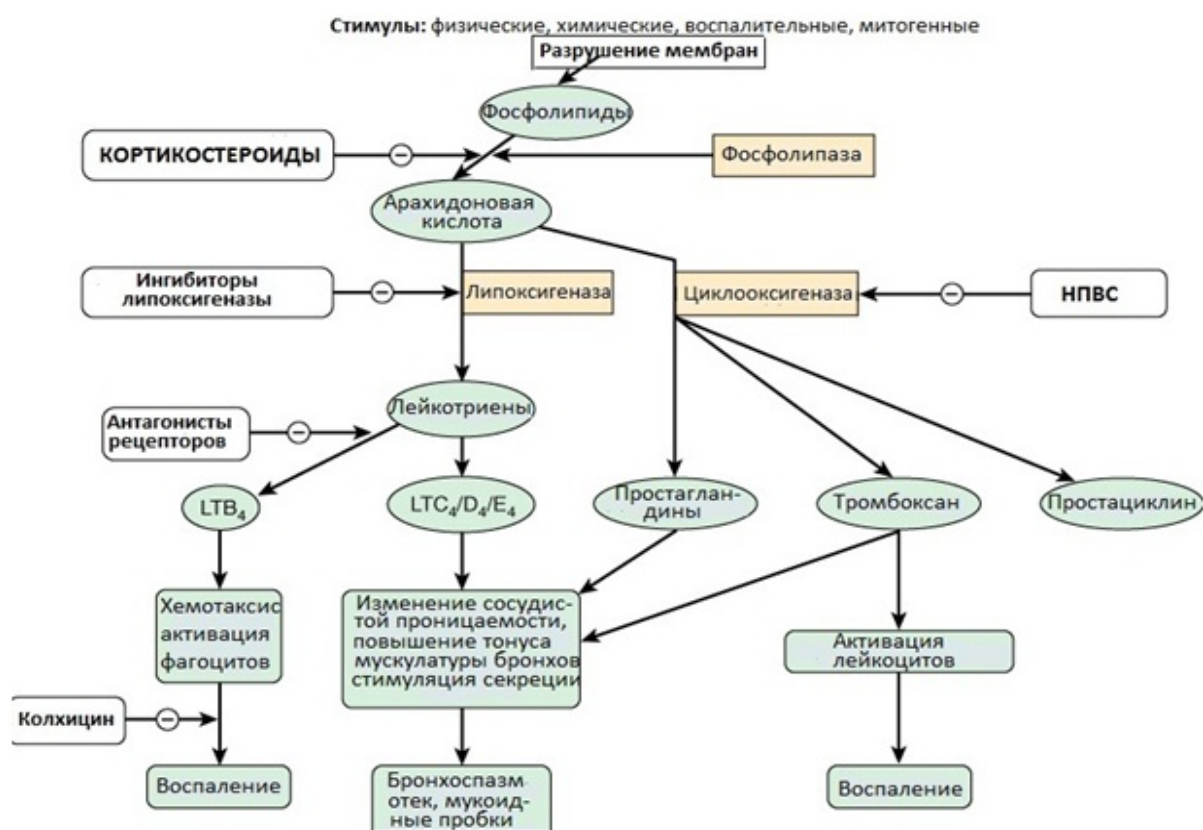 Стимулы: физические, химические, воспалительные, митогенные
Разрушение мембран
Фосфолипиды
КОРТИКОСТЕРОИДЫ
Фосфолипаза
Арахидоновая
кислота
Ингибиторы
липоксигеназы
Липоксигеназа
Циклооксигеназа
НПВС
Лейкотриены
Антагонисты
рецепторов
LTB₄
LTC₄/D₄/E₄
Простаглан-
дины
Тромбоксан
Простациклин
Хемотаксис
активация
фагоцитов
Изменение сосудис-
той проницаемости,
повышение тонуса
мускулатуры бронхов
стимуляция секреции
Активация
лейкоцитов
Колхицин
Воспаление
Бронхоспазм
отек, мукоид-
ные пробки
Воспаление